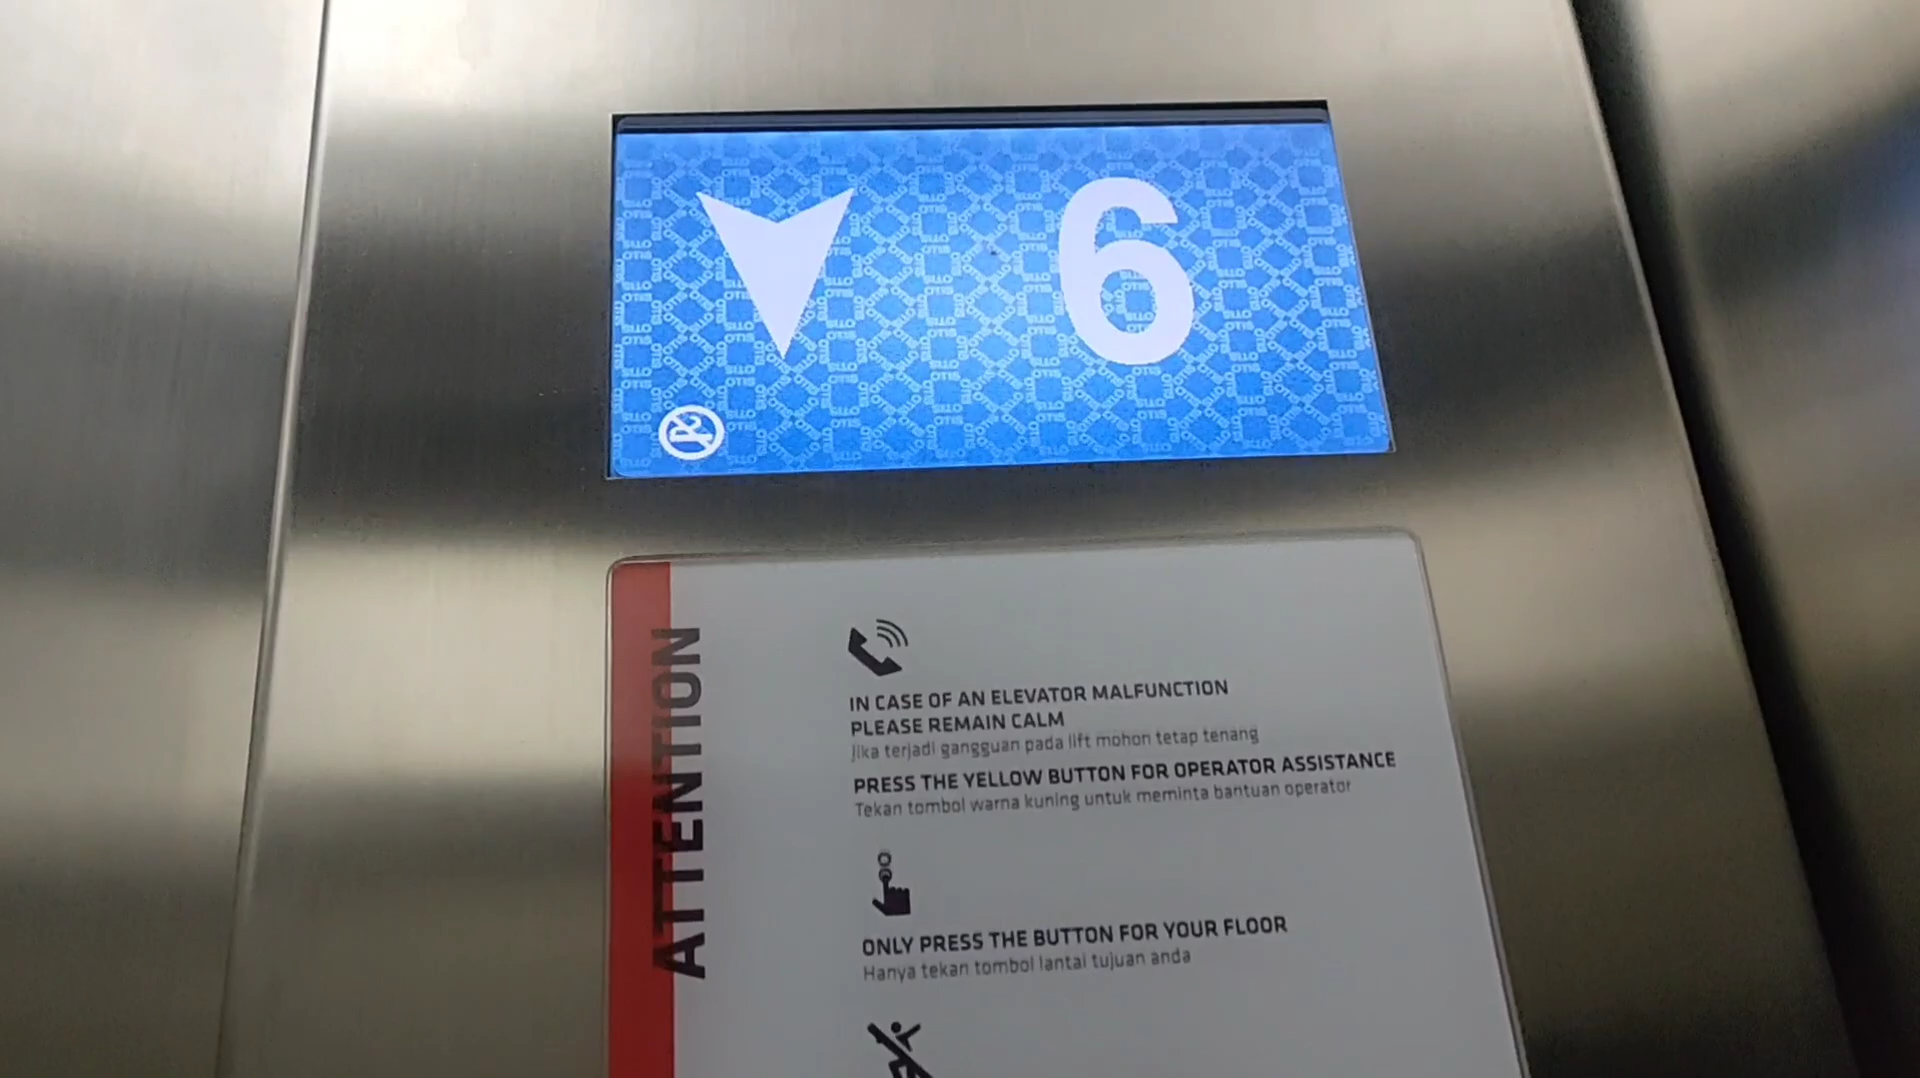 6
ATTENTION
IN CASE OF AN ELEVATOR MALFUNCTION
PLEASE REMAIN CALM
Jika terjadi gangguan pada lift mohon tetap tenang
PRESS THE YELLOW BUTTON FOR OPERATOR ASSISTANCE
Tekan tombol warna kuning untuk meminta bantuan operator
ONLY PRESS THE BUTTON FOR YOUR FLOOR
Hanya tekan tombol lantai tujuan anda
OTIS